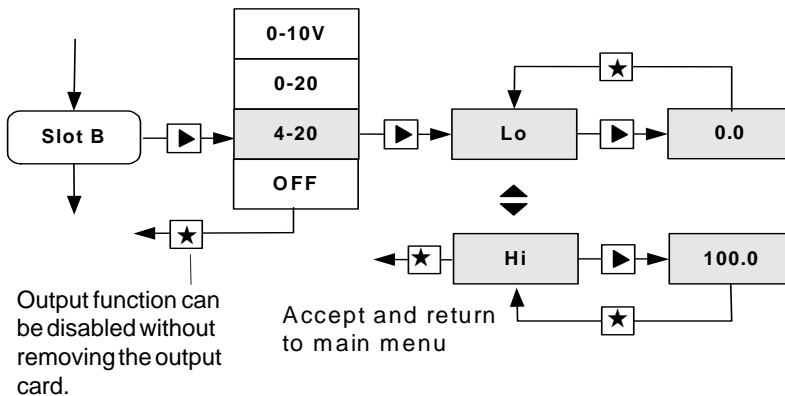 0-10V
0-20
Slot B
4-20
Lo
0.0
OFF
Hi
100.0
Output function can
be disabled without
removing the output
card.
Accept and return
to main menu